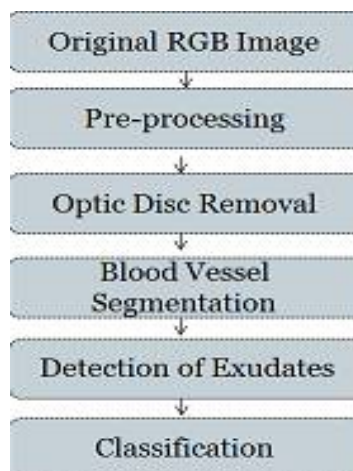 Original RGB Image
Pre-processing
Optic Disc Removal
Blood Vessel
Segmentation
Detection of Exudates
Classification